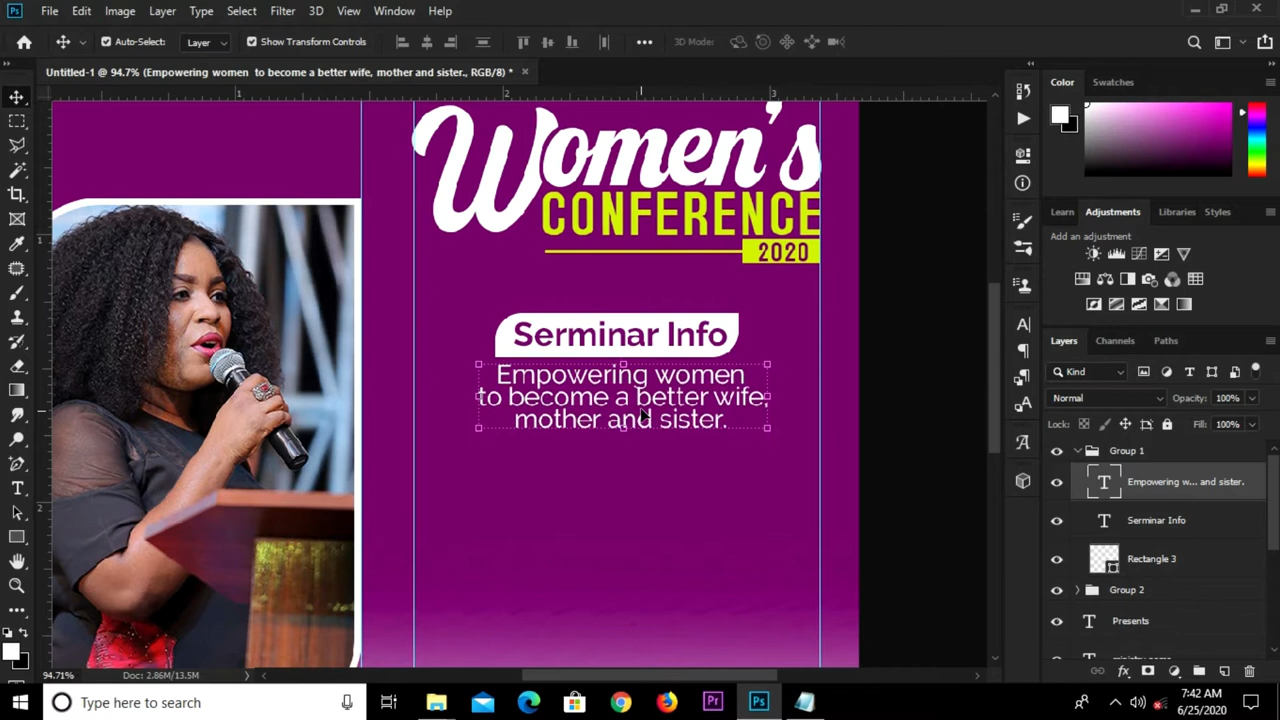 File Edit Image Layer Type Select Filter 3D View Window Help
Auto-Select: Layer Show Transform Controls 3D Mode:
Untitled-1 @ 94.7% (Empowering women to become a better wife, mother and sister., RGB/8) * ×
1 2 3
Women's
CONFERENCE
2020
Serminar Info
Empowering women
to become a better wife,
mother and sister.
1
2
Color Swatches
Learn Adjustments Libraries Styles
Add an adjustment
Layers Channels Paths
Kind
Normal Opacity: 100%
Lock: Fill: 100%
Group 1
Empowering w... and sister.
Serminar Info
Rectangle 3
Group 2
Presents
94.71% Doc: 2.86M/13.5M
Type here to search
7:42 AM
6/25/2020